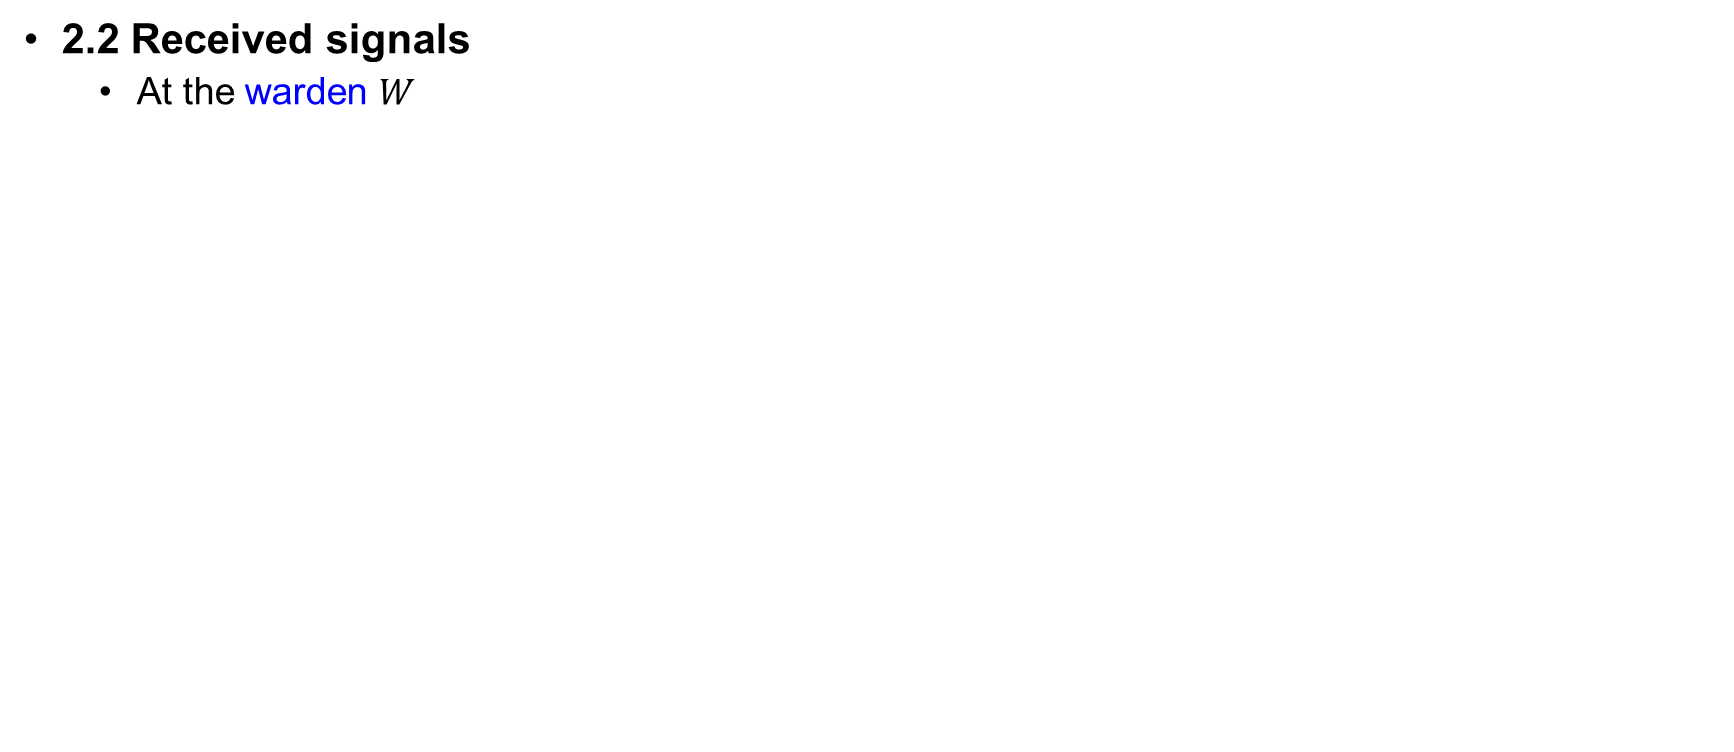 • 2.2 Received signals
• At the warden W